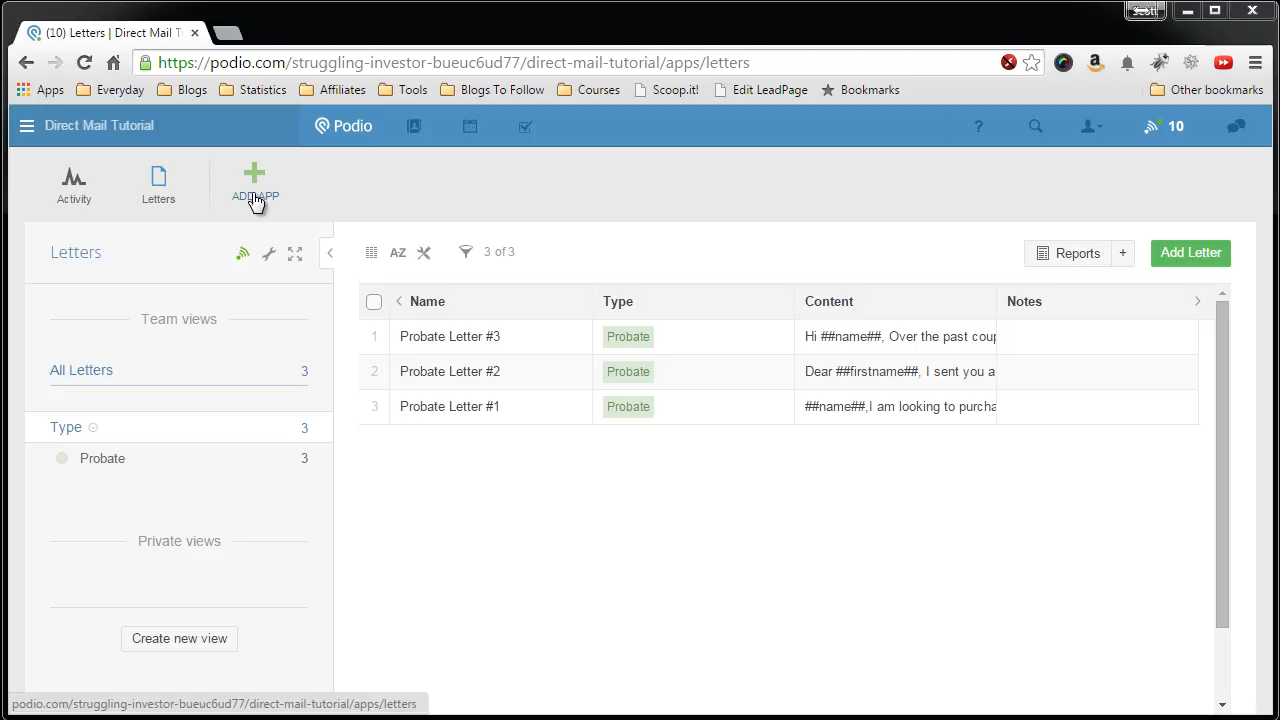 Scott
(10) Letters | Direct Mail T
https://podio.com/struggling-investor-bueuc6ud77/direct-mail-tutorial/apps/letters
Apps Everyday Blogs Statistics Affiliates Tools Blogs To Follow Courses Scoop.it! Edit LeadPage Bookmarks Other bookmarks
Direct Mail Tutorial Podio ? 10
Activity Letters ADD APP
Letters AZ 3 of 3 Reports + Add Letter
Team views
All Letters 3
Type 3
Probate 3
Private views
Create new view
Name Type Content Notes
1 Probate Letter #3 Probate Hi ##name##, Over the past coup
2 Probate Letter #2 Probate Dear ##firstname##, I sent you a
3 Probate Letter #1 Probate ##name##,I am looking to purcha
podio.com/struggling-investor-bueuc6ud77/direct-mail-tutorial/apps/letters